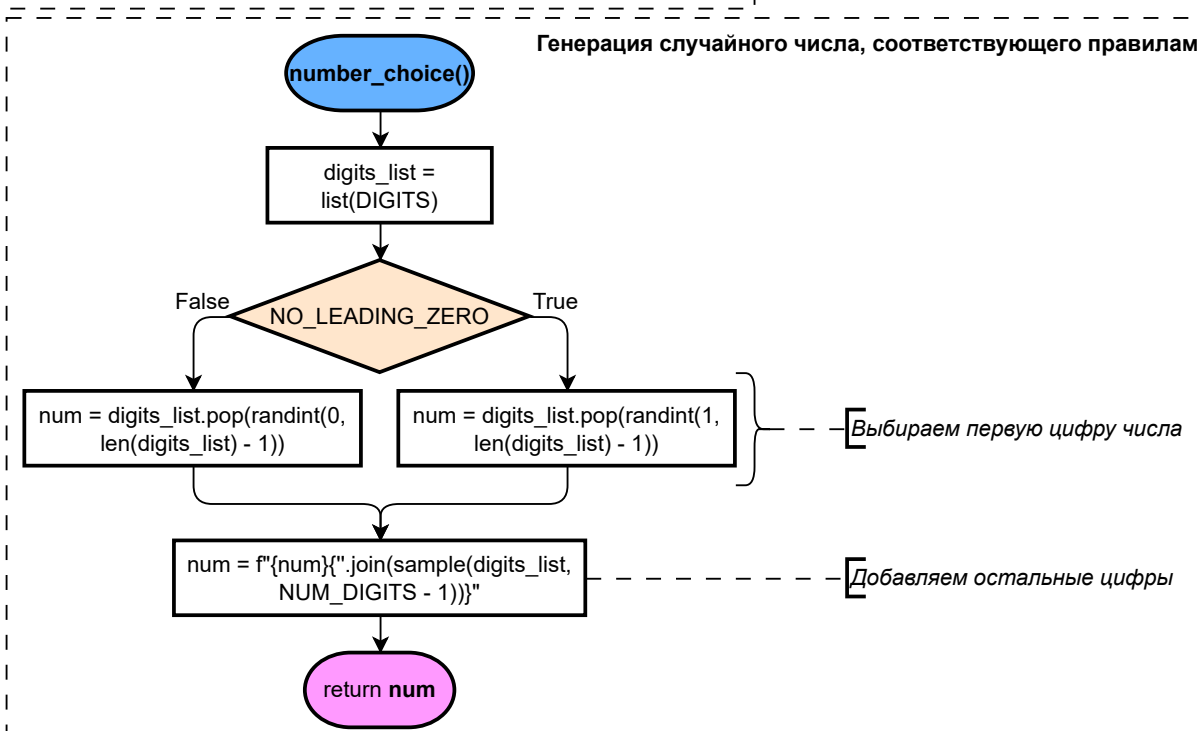 Генерация случайного числа, соответствующего правилам
number_choice()
digits_list =
list(DIGITS)
False
True
NO_LEADING_ZERO
num = digits_list.pop(randint(0,
len(digits_list) - 1))
num = digits_list.pop(randint(1,
len(digits_list) - 1))
Выбираем первую цифру числа
num = f"{num}{''.join(sample(digits_list,
NUM_DIGITS - 1))}"
Добавляем остальные цифры
return num